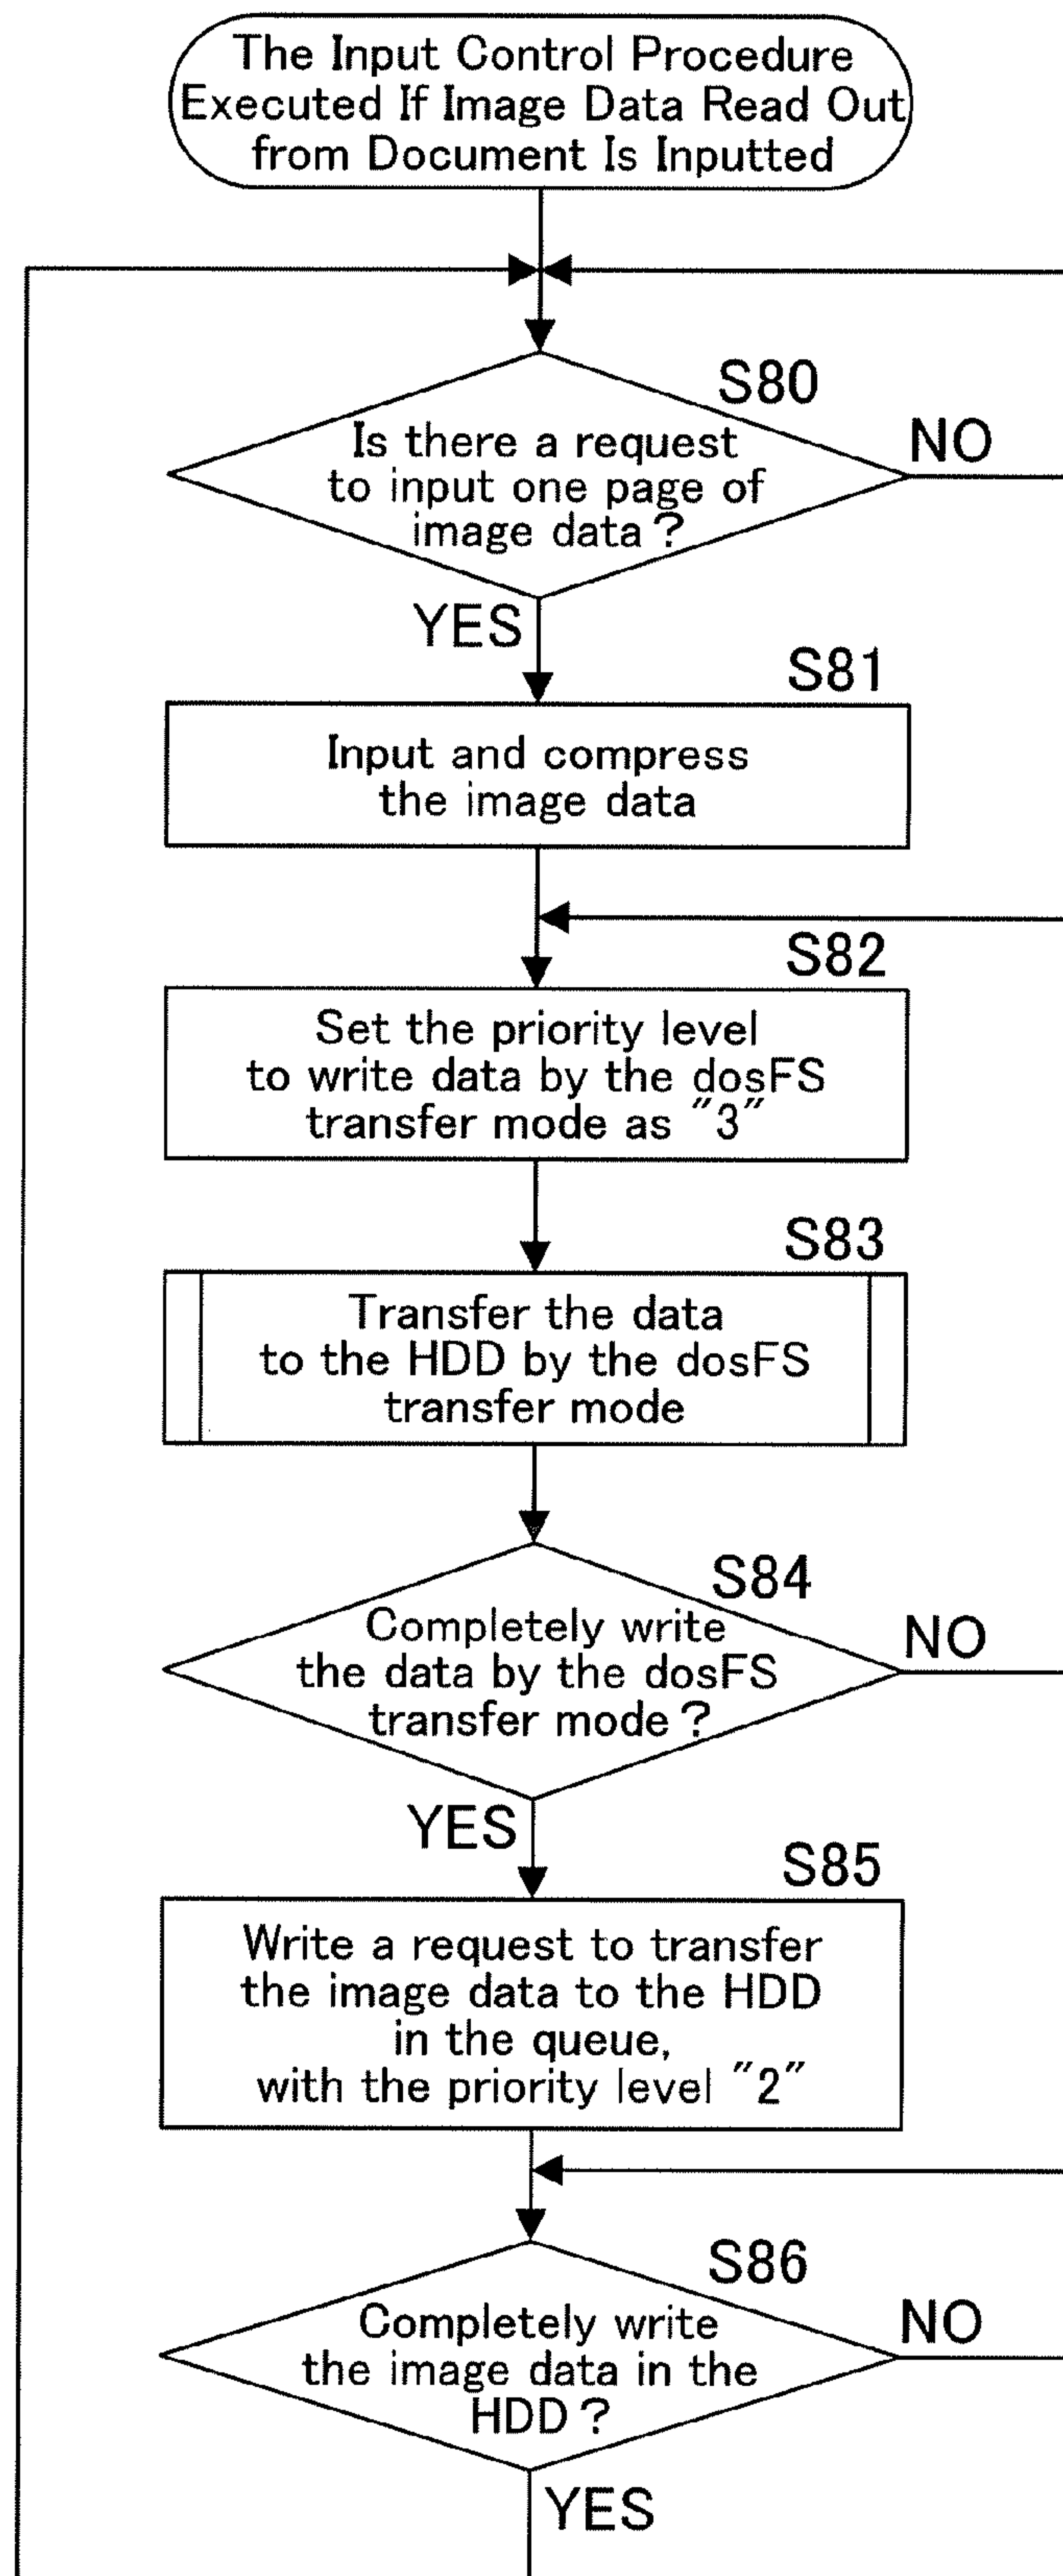 The Input Control Procedure
Executed If Image Data Read Out
from Document Is Inputted
S80
Is there a request
to input one page of
image data ?
NO
YES
S81
Input and compress
the image data
S82
Set the priority level
to write data by the dosFS
transfer mode as "3"
S83
Transfer the data
to the HDD by the dosFS
transfer mode
S84
Completely write
the data by the dosFS
transfer mode ?
NO
YES
S85
Write a request to transfer
the image data to the HDD
in the queue,
with the priority level "2"
S86
Completely write
the image data in the
HDD ?
NO
YES